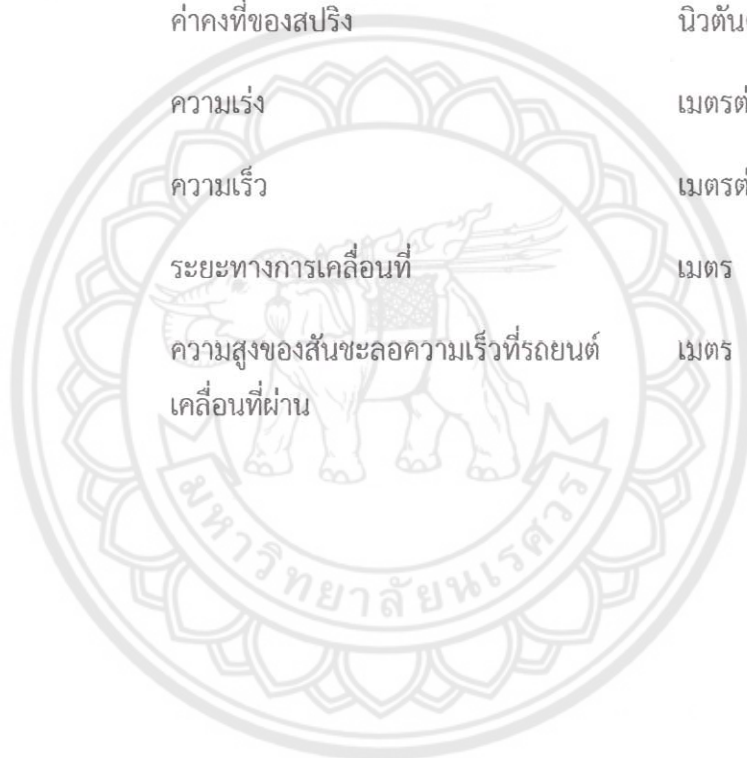 ค่าคงที่ของสปริง
ความเร่ง เมตรต่
ความเร็ว เมตรต่
ระยะทางการเคลื่อนที่ เมตร
ความสูงของสันชะลอความเร็วที่รถยนต์ เมตร
เคลื่อนที่ผ่าน
มหาวิทยาลัยนเรศวร